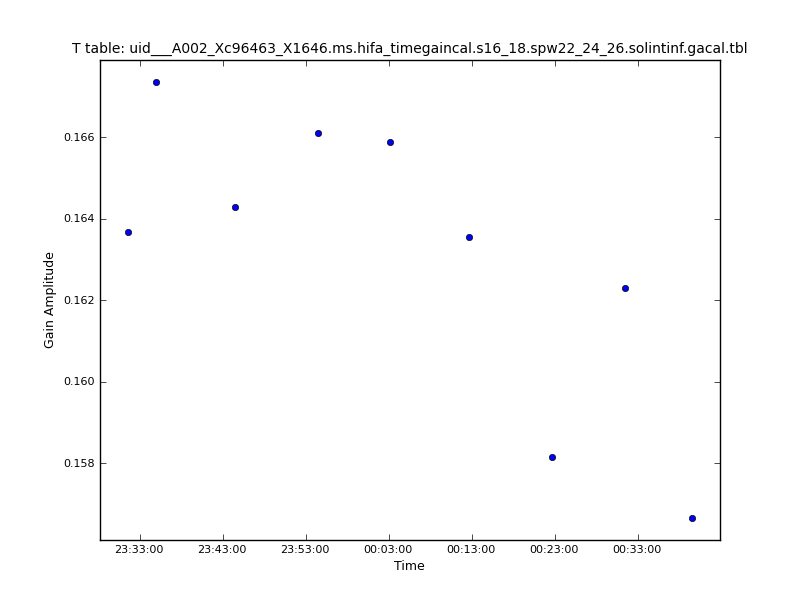 T table: uid___A002_Xc96463_X1646.ms.hifa_timegaincal.s16_18.spw22_24_26.solintinf.gacal.tbl
0.166
0.164
0.162
0.160
0.158
Gain Amplitude
23:33:00 23:43:00 23:53:00 00:03:00 00:13:00 00:23:00 00:33:00
Time